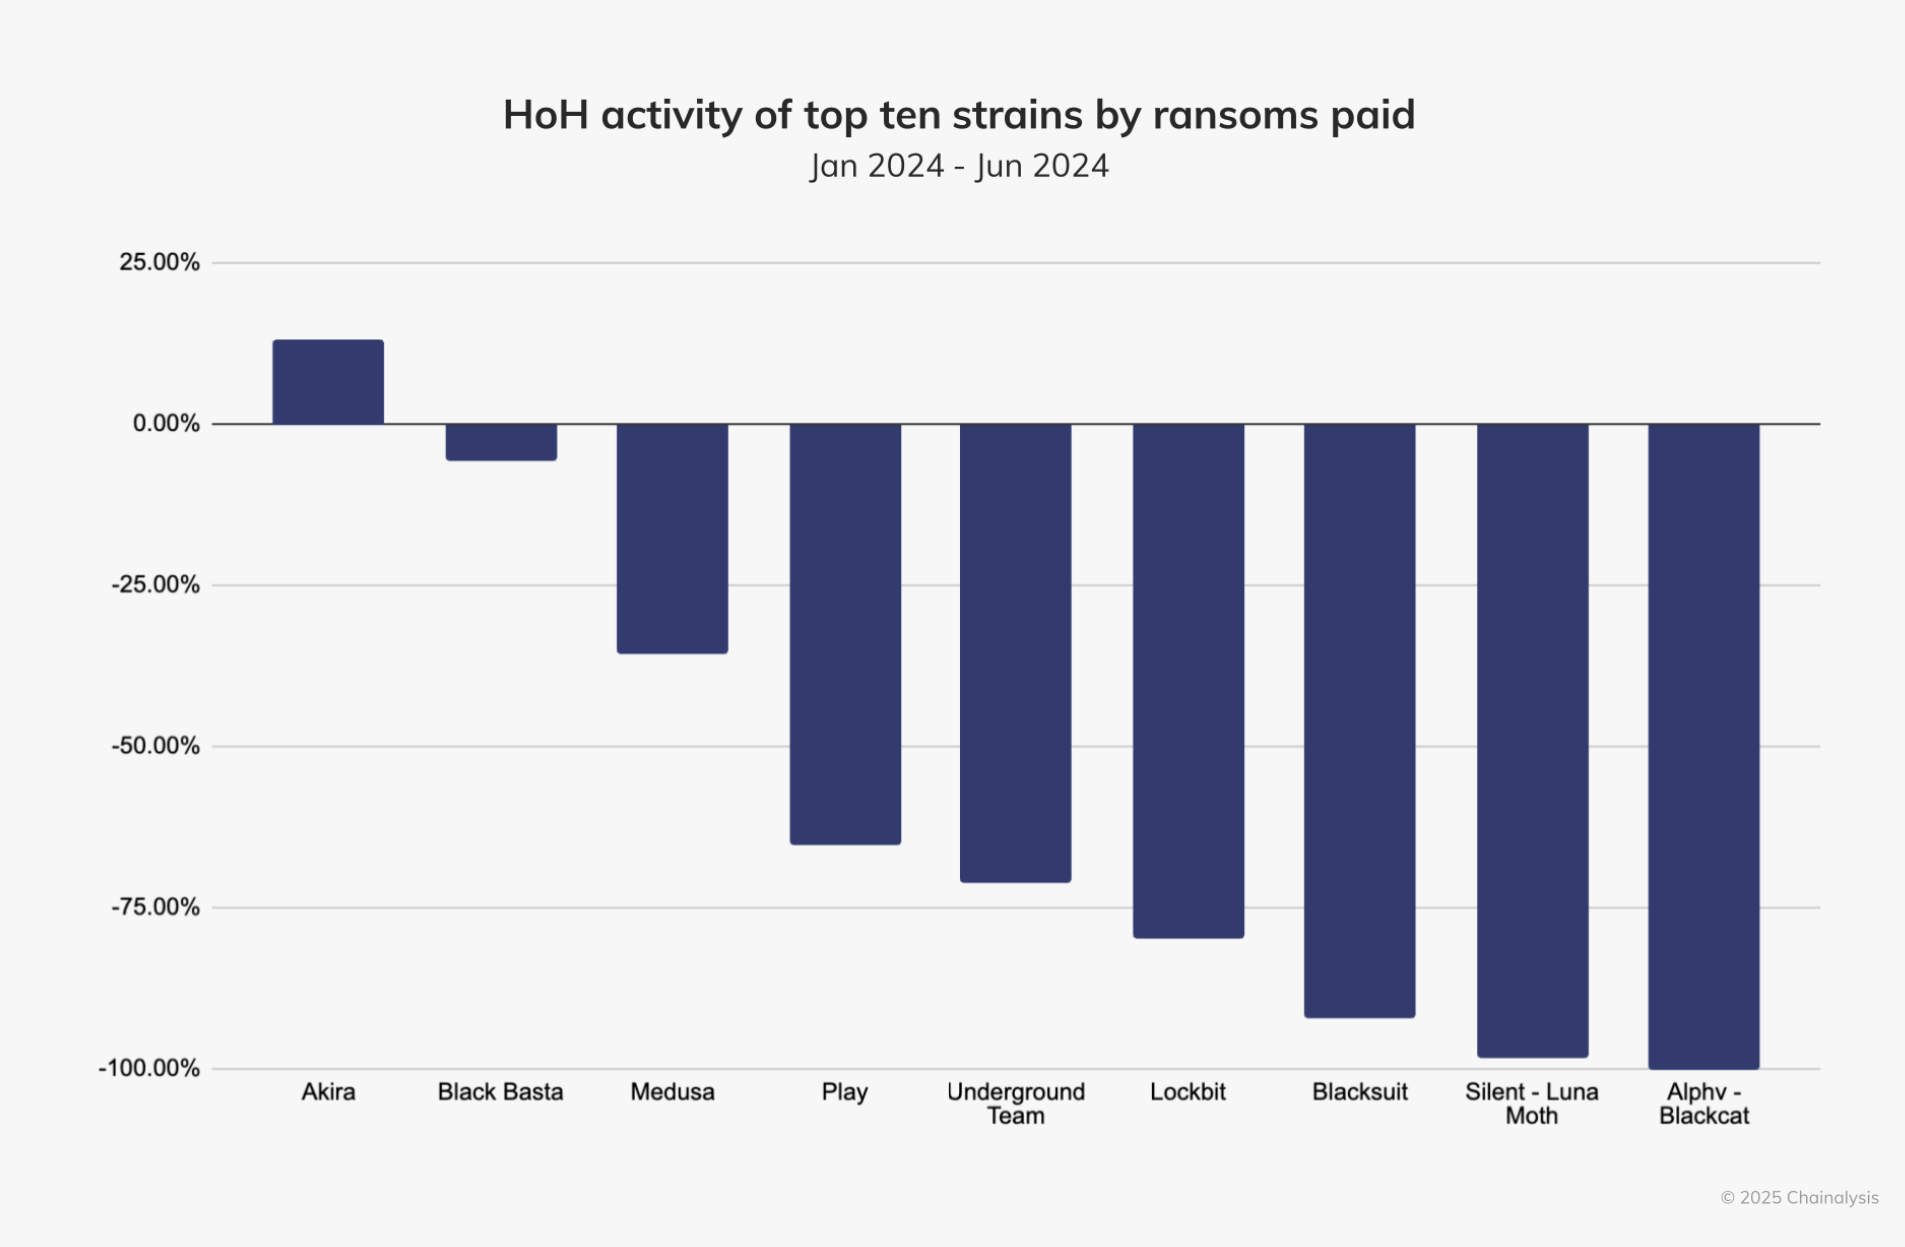 HoH activity of top ten strains by ransoms paid
Jan 2024 - Jun 2024
25.00%
0.00%
-25.00%
-50.00%
-75.00%
-100.00%
Akira
Black Basta
Medusa
Play
Underground
Team
Lockbit
Blacksuit
Silent - Luna
Moth
Alphv -
Blackcat
© 2025 Chainalysis